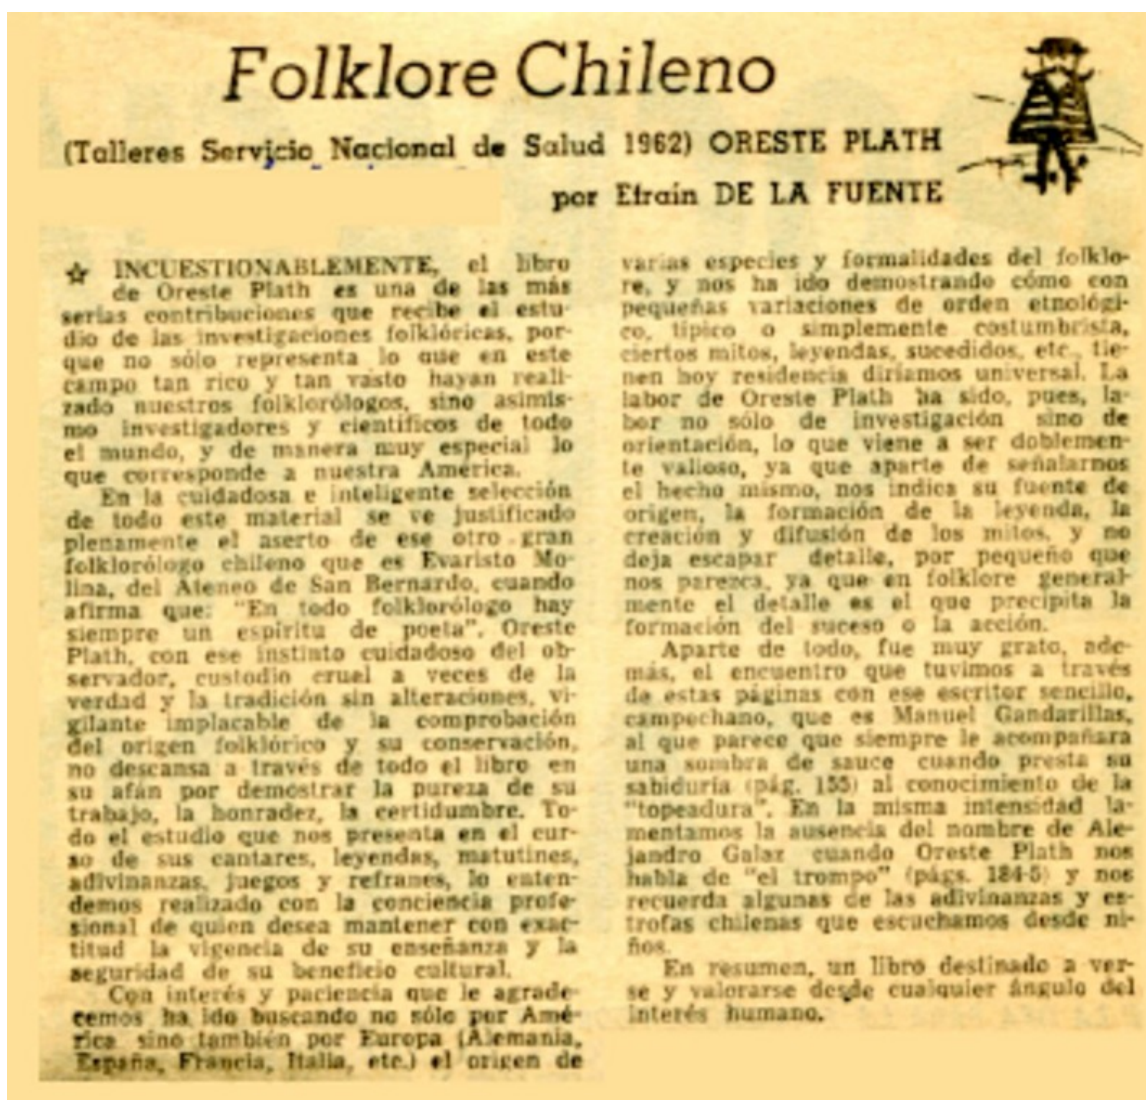 Folklore Chileno
(Talleres Servicio Nacional de Salud 1962) ORESTE PLATH
por Efraín DE LA FUENTE
☆ INCUESTIONABLEMENTE, el libro
de Oreste Plath es una de las más
serias contribuciones que recibe el estu-
dio de las investigaciones folklóricas, por-
que no sólo representa lo que en este
campo tan rico y tan vasto hayan reali-
zado nuestros folklorólogos, sino asimis-
mo investigadores y científicos de todo
el mundo, y de manera muy especial lo
que corresponde a nuestra América.
En la cuidadosa e inteligente selección
de todo este material se ve justificado
plenamente el aserto de ese otro gran
folklorólogo chileno que es Evaristo Mo-
lina, del Ateneo de San Bernardo, cuando
afirma que: "En todo folklorólogo hay
siempre un espíritu de poeta". Oreste
Plath, con ese instinto cuidadoso del ob-
servador, custodio cruel a veces de la
verdad y la tradición sin alteraciones, vi-
gilante implacable de la comprobación
del origen folklórico y su conservación,
no descansa a través de todo el libro en
su afán por demostrar la pureza de su
trabajo, la honradez, la certidumbre. To-
do el estudio que nos presenta en el cur-
so de sus cantares, leyendas, matutines,
adivinanzas, juegos y refranes, lo enten-
demos realizado con la conciencia profe-
sional de quien desea mantener con exac-
titud la vigencia de su enseñanza y la
seguridad de su beneficio cultural.
Con interés y paciencia que le agrade-
cemos ha ido buscando no sólo por Amé-
rica sino también por Europa (Alemania,
España, Francia, Italia, etc.) el origen de
varias especies y formalidades del folklo-
re, y nos ha ido demostrando cómo con
pequeñas variaciones de orden etnológi-
co, típico o simplemente costumbrista,
ciertos mitos, leyendas, sucedidos, etc., tie-
nen hoy residencia diríamos universal. La
labor de Oreste Plath ha sido, pues, la-
bor no sólo de investigación sino de
orientación, lo que viene a ser doblemen-
te valioso, ya que aparte de señalarnos
el hecho mismo, nos indica su fuente de
origen, la formación de la leyenda, la
creación y difusión de los mitos, y no
deja escapar detalle, por pequeño que
nos parezca, ya que en folklore general-
mente el detalle es el que precipita la
formación del suceso o la acción.
Aparte de todo, fue muy grato, ade-
más, el encuentro que tuvimos a través
de estas páginas con ese escritor sencillo,
campechano, que es Manuel Gandarillas,
al que parece que siempre le acompañara
una sombra de sauce cuando presta su
sabiduría (pág. 155) al conocimiento de la
"topeadura". En la misma intensidad la-
mentamos la ausencia del nombre de Ale-
jandro Galaz cuando Oreste Plath nos
habla de "el trompo" (págs. 184-5) y nos
recuerda algunas de las adivinanzas y es-
trofas chilenas que escuchamos desde ni-
ños.
En resumen, un libro destinado a ver-
se y valorarse desde cualquier ángulo del
interés humano.